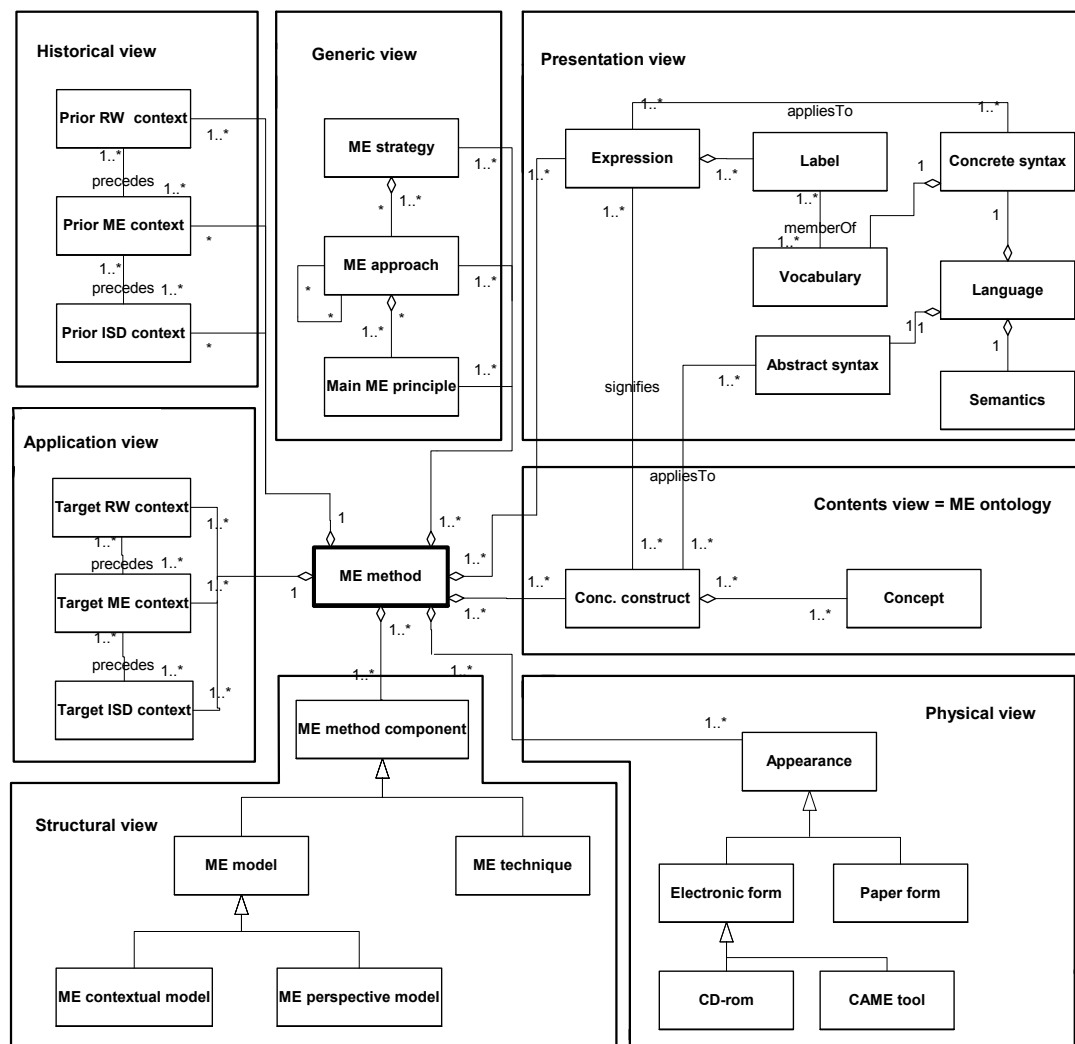 Historical view
Prior RW context
1..*
1..*
precedes
1..*
Prior ME context
*
1..*
precedes
1..*
Prior ISD context
*
Generic view
ME strategy
1..*
1..*
*
ME approach
1..*
*
*
*
1..*
Main ME principle
1..*
Presentation view
1..*
1..*
appliesTo
Expression
Label
Concrete syntax
1..*
1..*
1
1..*
memberOf
1
1..*
Vocabulary
Language
1
1
1
Abstract syntax
1..*
signifies
Semantics
appliesTo
Application view
Target RW context
1..*
1..*
precedes
1..*
1..*
Target ME context
1..*
precedes
1..*
1..*
Target ISD context
1
1..*
1..*
ME method
1
1..*
1..*
1..*
1..*
Contents view = ME ontology
1..*
1..*
1..*
Conc. construct
1..*
1..*
Concept
1..*
ME method component
Structural view
ME model
ME technique
ME contextual model
ME perspective model
Physical view
1..*
Appearance
Electronic form
Paper form
CD-rom
CAME tool